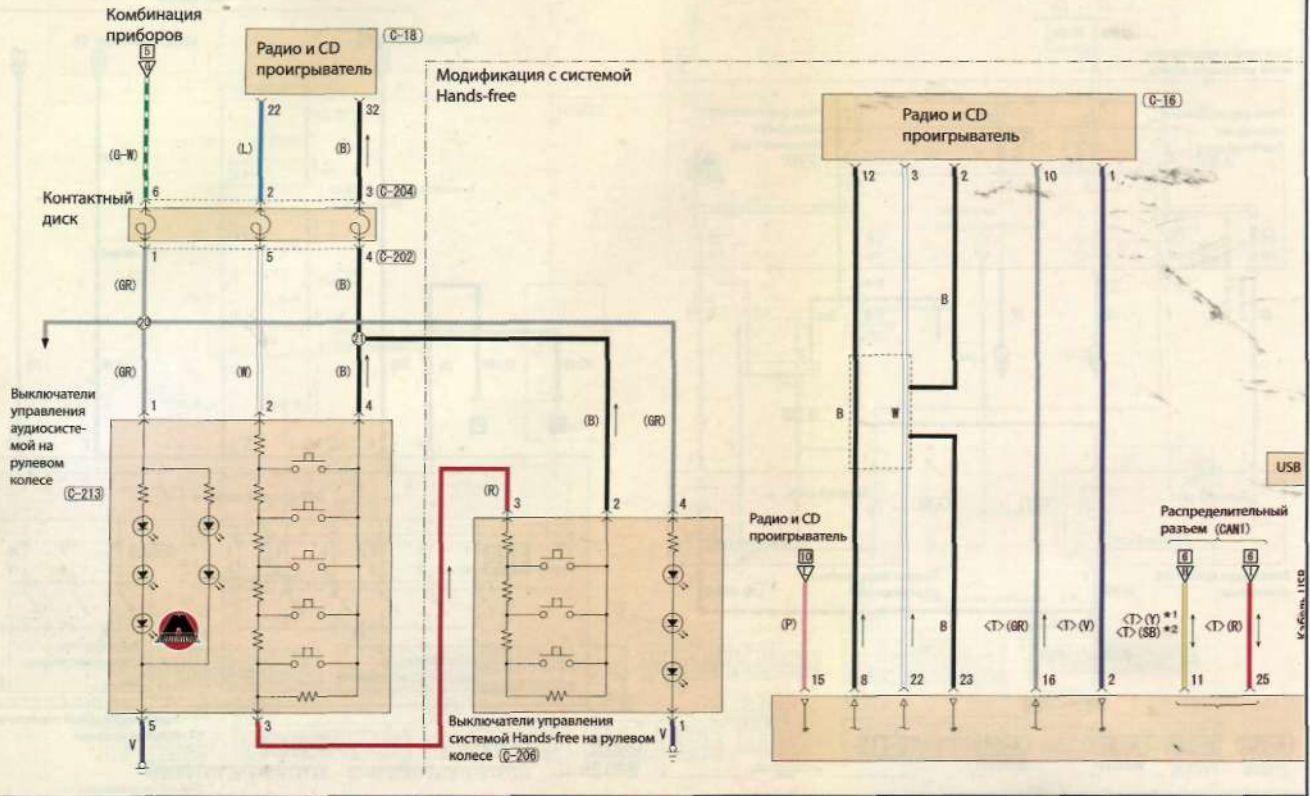 Комбинация
приборов
5
G
Радио и CD
проигрыватель
C-18
22
32
(G-W)
(L)
(B)
6
2
3
C-204
Контактный
диск
1
5
4
C-202
(GR)
(B)
20
21
(GR)
(W)
(B)
Выключатели
управления
аудиосисте-
мой на
рулевом
колесе
C-213
1
2
4
5
3
V
Модификация с системой
Hands-free
(B)
(GR)
(R)
3
2
4
Выключатели управления
системой Hands-free на рулевом
колесе C-206
V
1
Радио и CD
проигрыватель
C-16
12
3
2
10
1
B
B
W
B
USB
Радио и CD
проигрыватель
10
L
Распределительный
разъем (CAN1)
6
H
6
I
(P)
<T>(GR)
<T>(V)
<T>(Y) *1
<T>(SB) *2
<T>(R)
15
8
22
23
16
2
11
25
Кабель USB